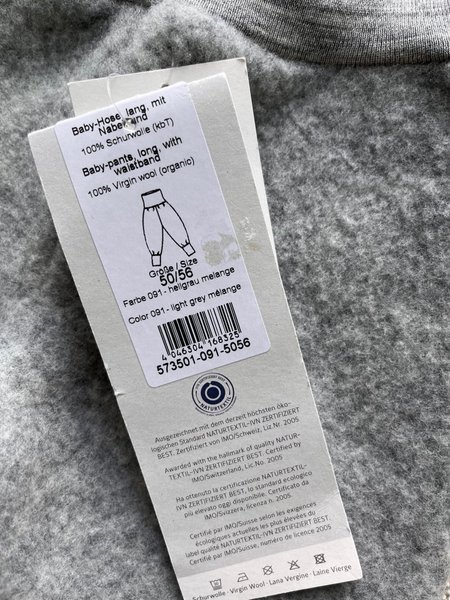 Baby-Hose, lang, mit
Nabelbund
100% Schurwolle (kbT)
Baby-pants, long, with
waistband
100% Virgin wool (organic)
Größe / Size
50/56
Farbe 091 - hellgrau melange
Color 091 - light grey mélange
4 046304 168325
573501-091-5056
NATURTEXTIL
Ausgezeichnet mit dem derzeit höchsten öko-
logischen Standard NATURTEXTIL-IVN ZERTIFIZIERT
BEST. Zertifiziert von IMO/Schweiz, Liz.Nr. 2005
Awarded with the hallmark of quality NATUR-
TEXTIL-IVN ZERTIFIZIERT BEST. Certified by
IMO/Switzerland, Lic.No. 2005
Ha ottenuto la certificazione NATURTEXTIL-
IVN ZERTIFIZIERT BEST, lo standard ecologico
più elevato oggi disponibile. Certificato da
IMO/Svizzera, licenza n. 2005
Certifié par IMO/Suisse selon les exigences
écologiques actuelles les plus élevées du
label qualité NATURTEXTIL-IVN ZERTIFIZIERT BEST.
Certifié par IMO/Suisse, numéro de licence 2005
Schurwolle · Virgin Wool · Lana Vergine · Laine Vierge